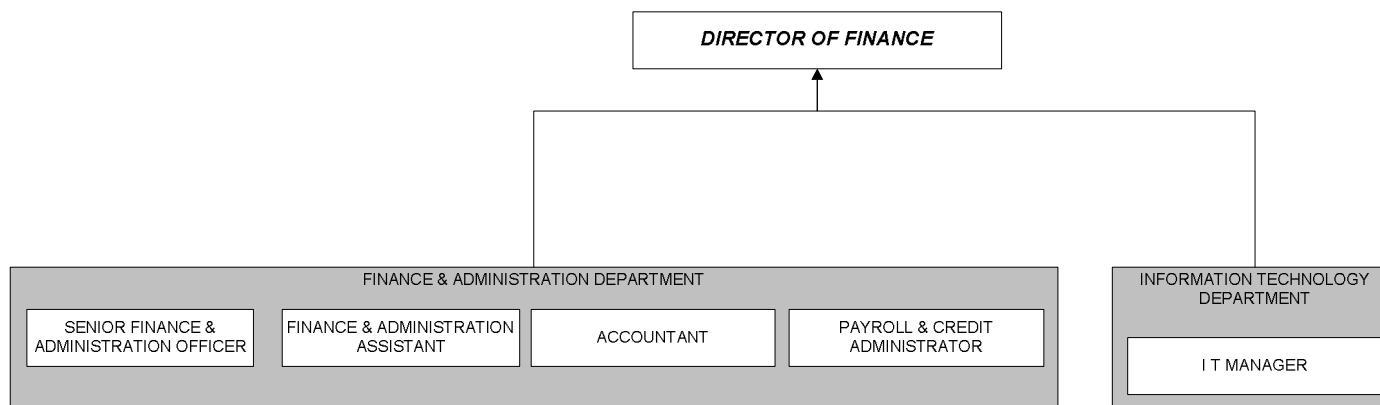 DIRECTOR OF FINANCE
FINANCE & ADMINISTRATION DEPARTMENT
SENIOR FINANCE &
ADMINISTRATION OFFICER
FINANCE & ADMINISTRATION
ASSISTANT
ACCOUNTANT
PAYROLL & CREDIT
ADMINISTRATOR
INFORMATION TECHNOLOGY
DEPARTMENT
I T MANAGER